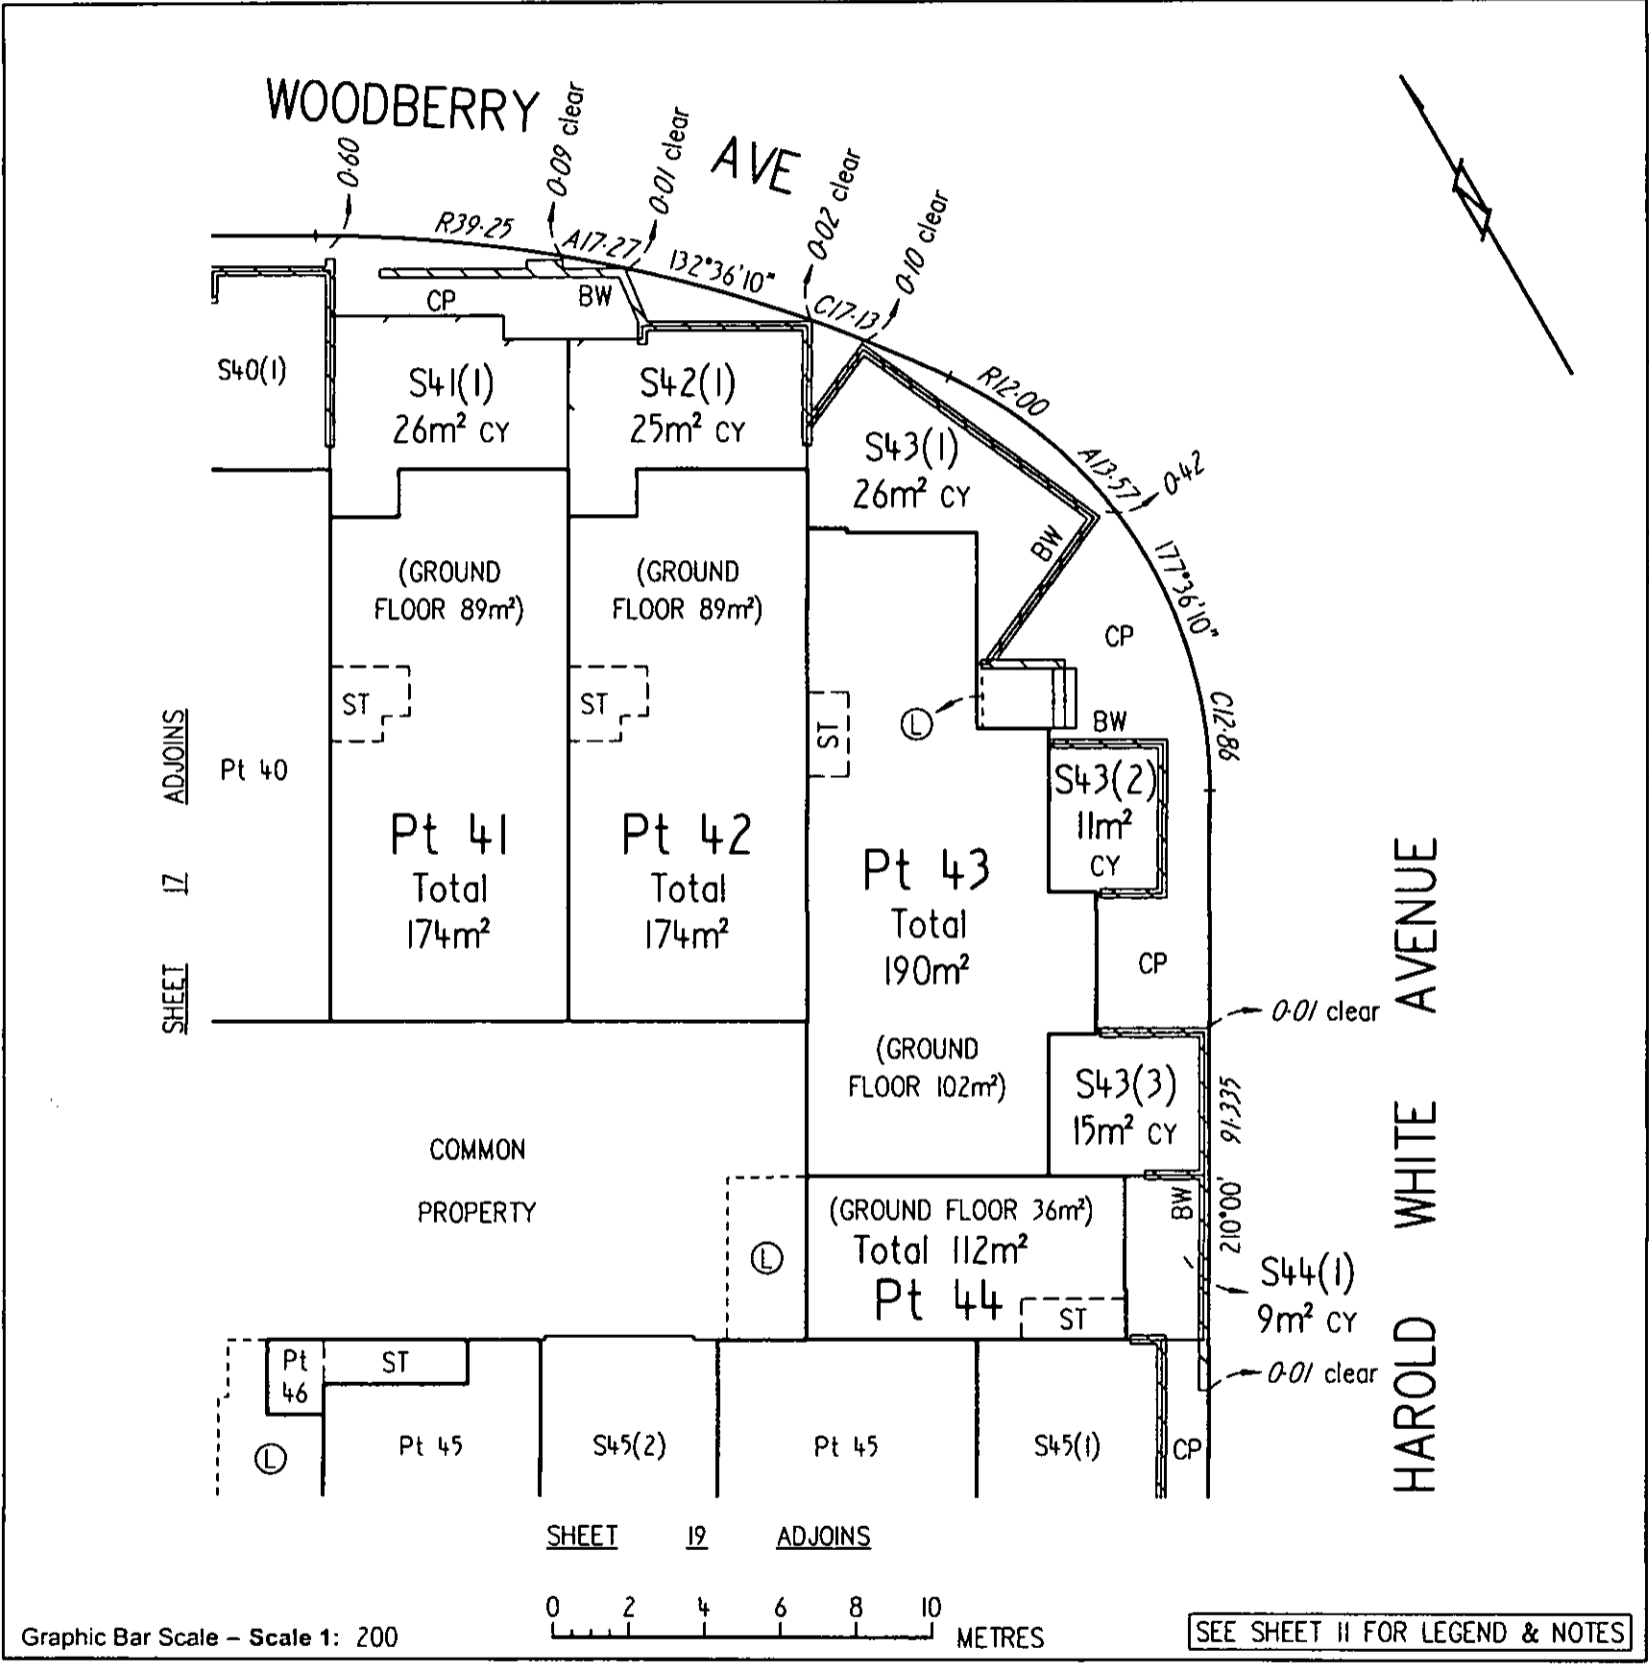 WOODBERRY
AVE
0·60
0·09 clear
0·01 clear
0·02 clear
0·10 clear
R39·25
A17·27
132°36'10"
C17·13
R12·00
A13·57
0·42
177°36'10"
C12·86
CP
BW
S40(1)
S41(1)
26m² CY
S42(1)
25m² CY
S43(1)
26m² CY
BW
(GROUND
FLOOR 89m²)
(GROUND
FLOOR 89m²)
CP
ST
ST
ST
L
BW
SHEET 17 ADJOINS
Pt 40
Pt 41
Total
174m²
Pt 42
Total
174m²
Pt 43
Total
190m²
(GROUND
FLOOR 102m²)
S43(2)
11m²
CY
CP
0·01 clear
S43(3)
15m² CY
91·335
210°00'
HAROLD WHITE AVENUE
COMMON
PROPERTY
L
(GROUND FLOOR 36m²)
Total 112m²
Pt 44
ST
BW
S44(1)
9m² CY
0·01 clear
Pt
46
ST
L
Pt 45
S45(2)
Pt 45
S45(1)
CP
SHEET 19 ADJOINS
0 2 4 6 8 10
METRES
Graphic Bar Scale – Scale 1: 200
SEE SHEET 11 FOR LEGEND & NOTES